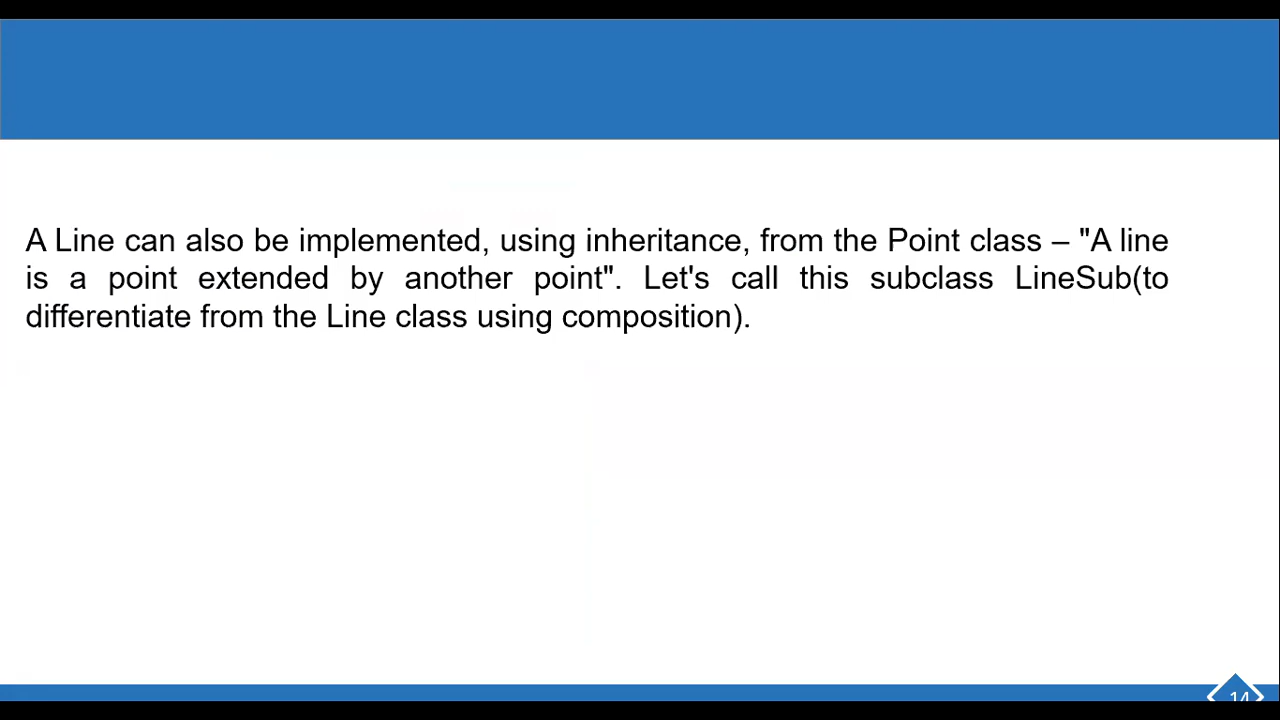 A Line can also be implemented, using inheritance, from the Point class – "A line
is a point extended by another point". Let's call this subclass LineSub(to
differentiate from the Line class using composition).
14